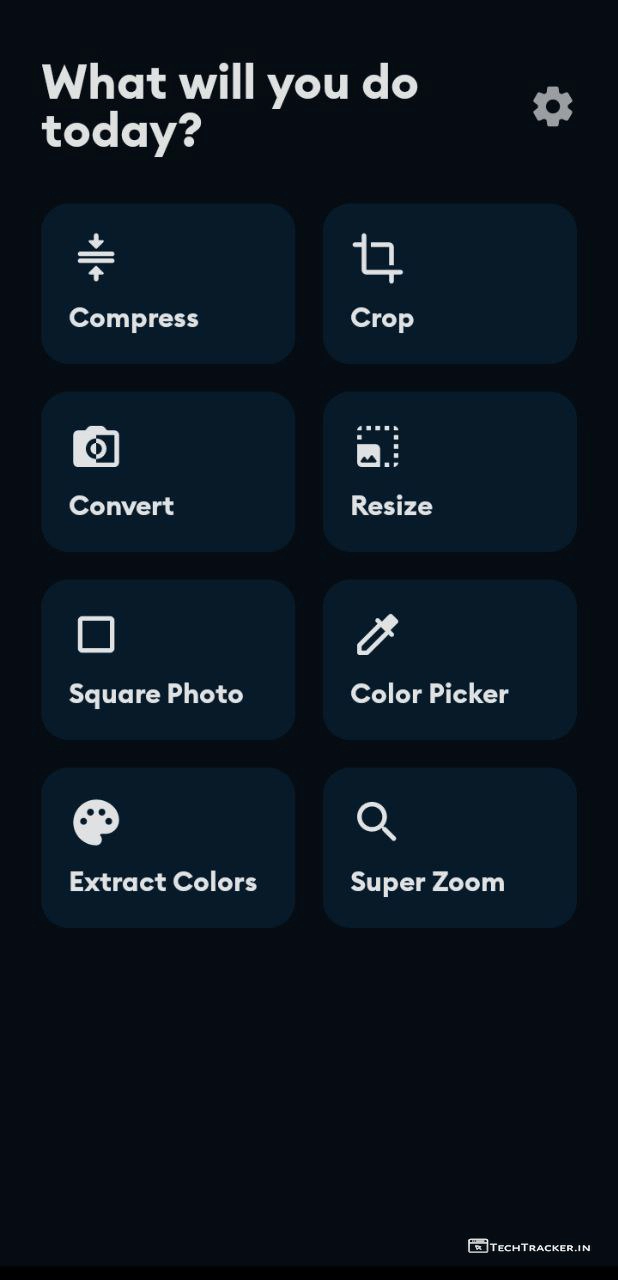 What will you do
today?
Compress
Crop
Convert
Resize
Square Photo
Color Picker
Extract Colors
Super Zoom
TECHTRACKER.IN